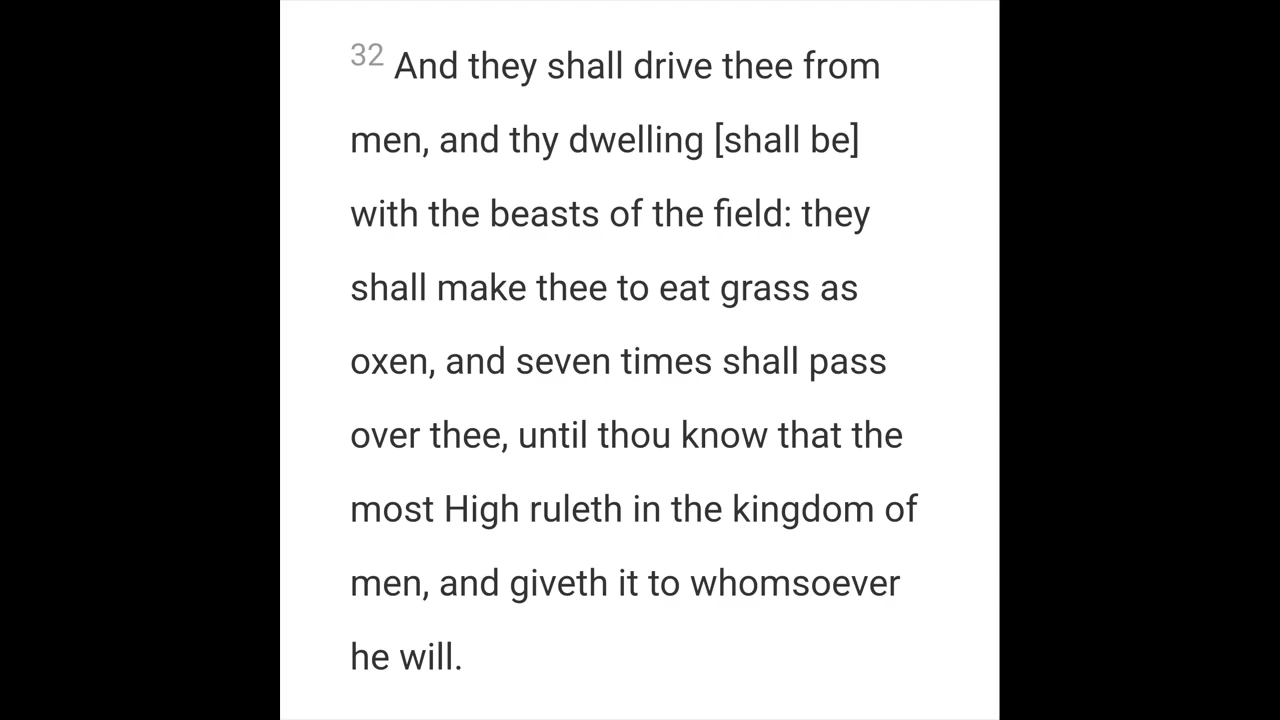 32 And they shall drive thee from
men, and thy dwelling [shall be]
with the beasts of the field: they
shall make thee to eat grass as
oxen, and seven times shall pass
over thee, until thou know that the
most High ruleth in the kingdom of
men, and giveth it to whomsoever
he will.